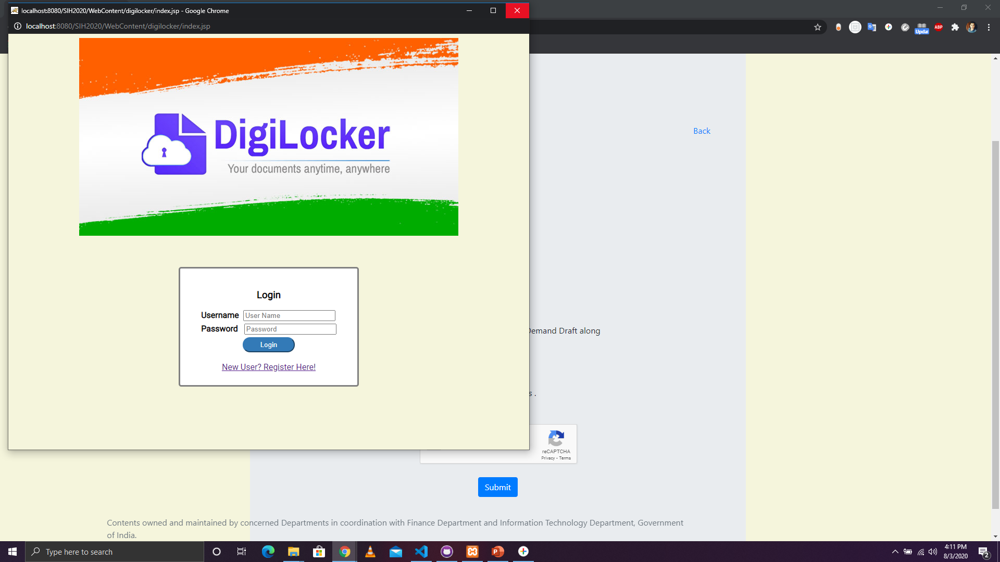 localhost:8080/SIH2020/WebContent/digilocker/index.jsp - Google Chrome
localhost:8080/SIH2020/WebContent/digilocker/index.jsp
ABP
DigiLocker
Your documents anytime, anywhere
Back
Login
Username User Name
Password Password
Login
New User? Register Here!
Demand Draft along
s .
reCAPTCHA
Privacy - Terms
Submit
Contents owned and maintained by concerned Departments in coordination with Finance Department and Information Technology Department, Government
of India.
Type here to search
4:11 PM
8/3/2020
2